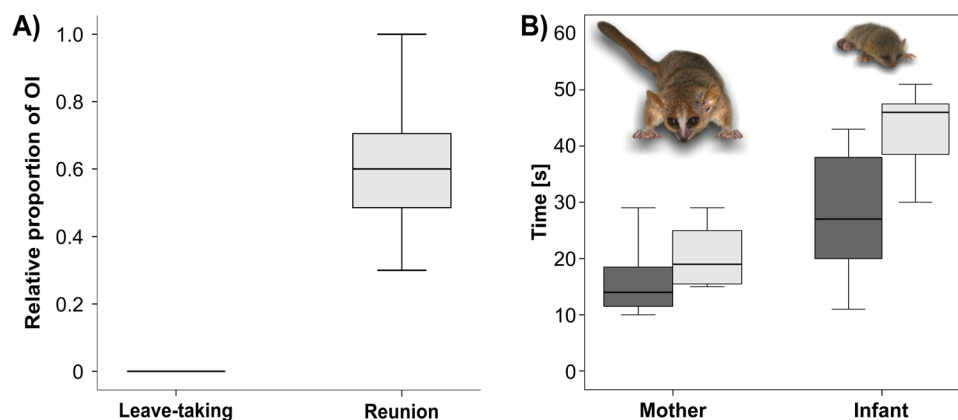 A)
Relative proportion of OI
1.0
0.8
0.6
0.4
0.2
0
Leave-taking
Reunion
B)
Time [s]
60
50
40
30
20
10
0
Mother
Infant